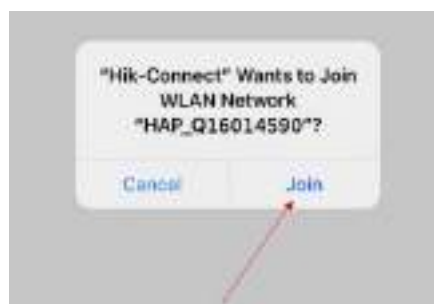 "Hik-Connect" Wants to Join
WLAN Network
"HAP_Q16014590"?
Cancel
Join